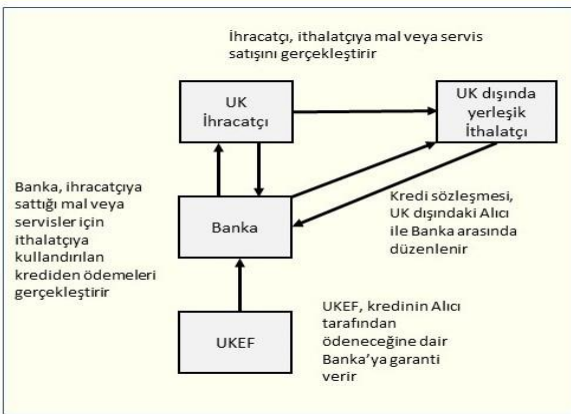 İhracatçı, ithalatçıya mal veya servis
satışını gerçekleştirir
UK
İhracatçı
UK dışında
yerleşik
İthalatçı
Banka, ihracatçıya
sattığı mal veya
servisler için
ithalatçıya
kullandırılan
krediden ödemeleri
gerçekleştirir
Banka
Kredi sözleşmesi,
UK dışındaki Alıcı
ile Banka arasında
düzenlenir
UKEF
UKEF, kredinin Alıcı
tarafından
ödeneceğine dair
Banka'ya garanti
verir